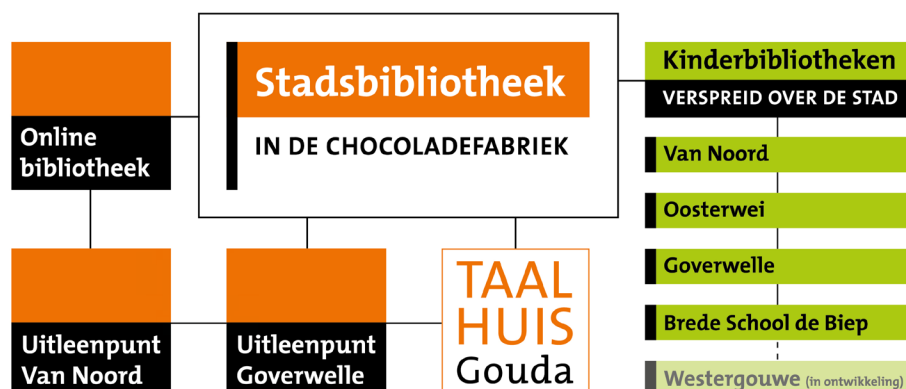 Stadsbibliotheek
IN DE CHOCOLADEFABRIEK
Online
bibliotheek
Uitleenpunt
Van Noord
Uitleenpunt
Goverwelle
TAAL
HUIS
Gouda
Kinderbibliotheken
VERSPREID OVER DE STAD
Van Noord
Oosterwei
Goverwelle
Brede School de Biep
Westergouwe (in ontwikkeling)